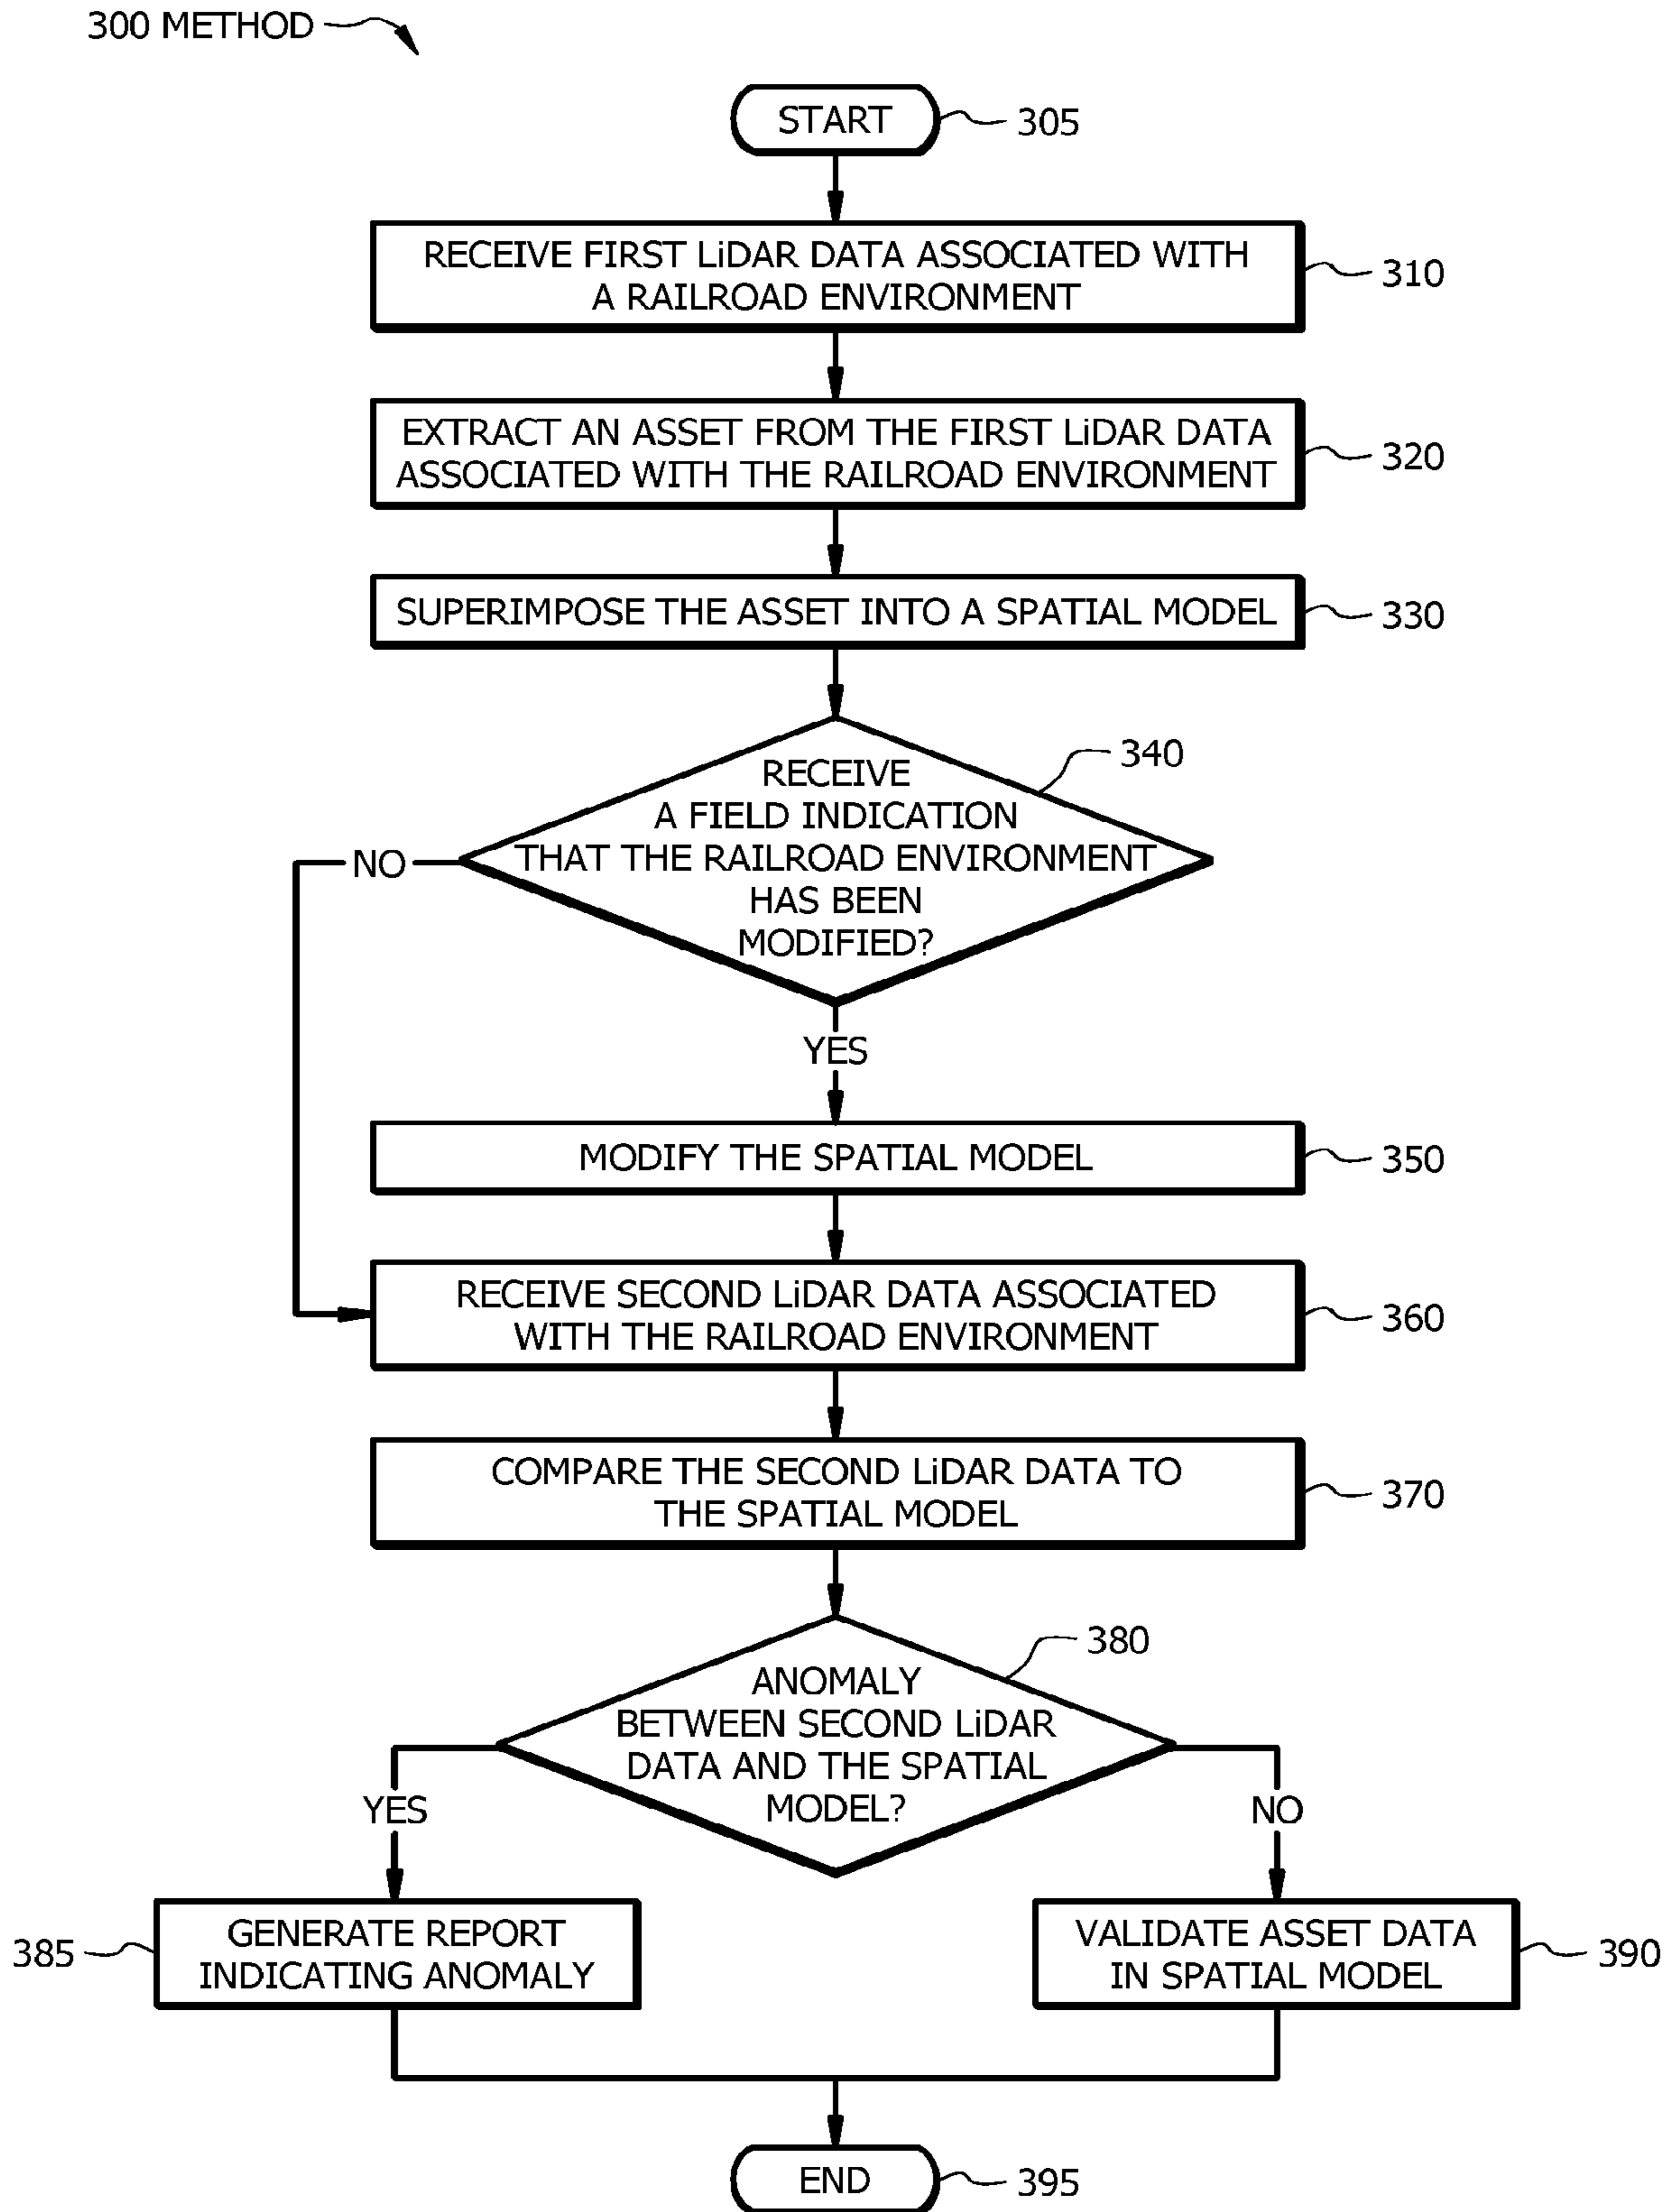 300 METHOD
START
305
RECEIVE FIRST LiDAR DATA ASSOCIATED WITH
A RAILROAD ENVIRONMENT
310
EXTRACT AN ASSET FROM THE FIRST LiDAR DATA
ASSOCIATED WITH THE RAILROAD ENVIRONMENT
320
SUPERIMPOSE THE ASSET INTO A SPATIAL MODEL
330
340
RECEIVE
A FIELD INDICATION
THAT THE RAILROAD ENVIRONMENT
HAS BEEN
MODIFIED?
NO
YES
MODIFY THE SPATIAL MODEL
350
RECEIVE SECOND LiDAR DATA ASSOCIATED
WITH THE RAILROAD ENVIRONMENT
360
COMPARE THE SECOND LiDAR DATA TO
THE SPATIAL MODEL
370
380
ANOMALY
BETWEEN SECOND LiDAR
DATA AND THE SPATIAL
MODEL?
YES
NO
385
GENERATE REPORT
INDICATING ANOMALY
VALIDATE ASSET DATA
IN SPATIAL MODEL
390
END
395